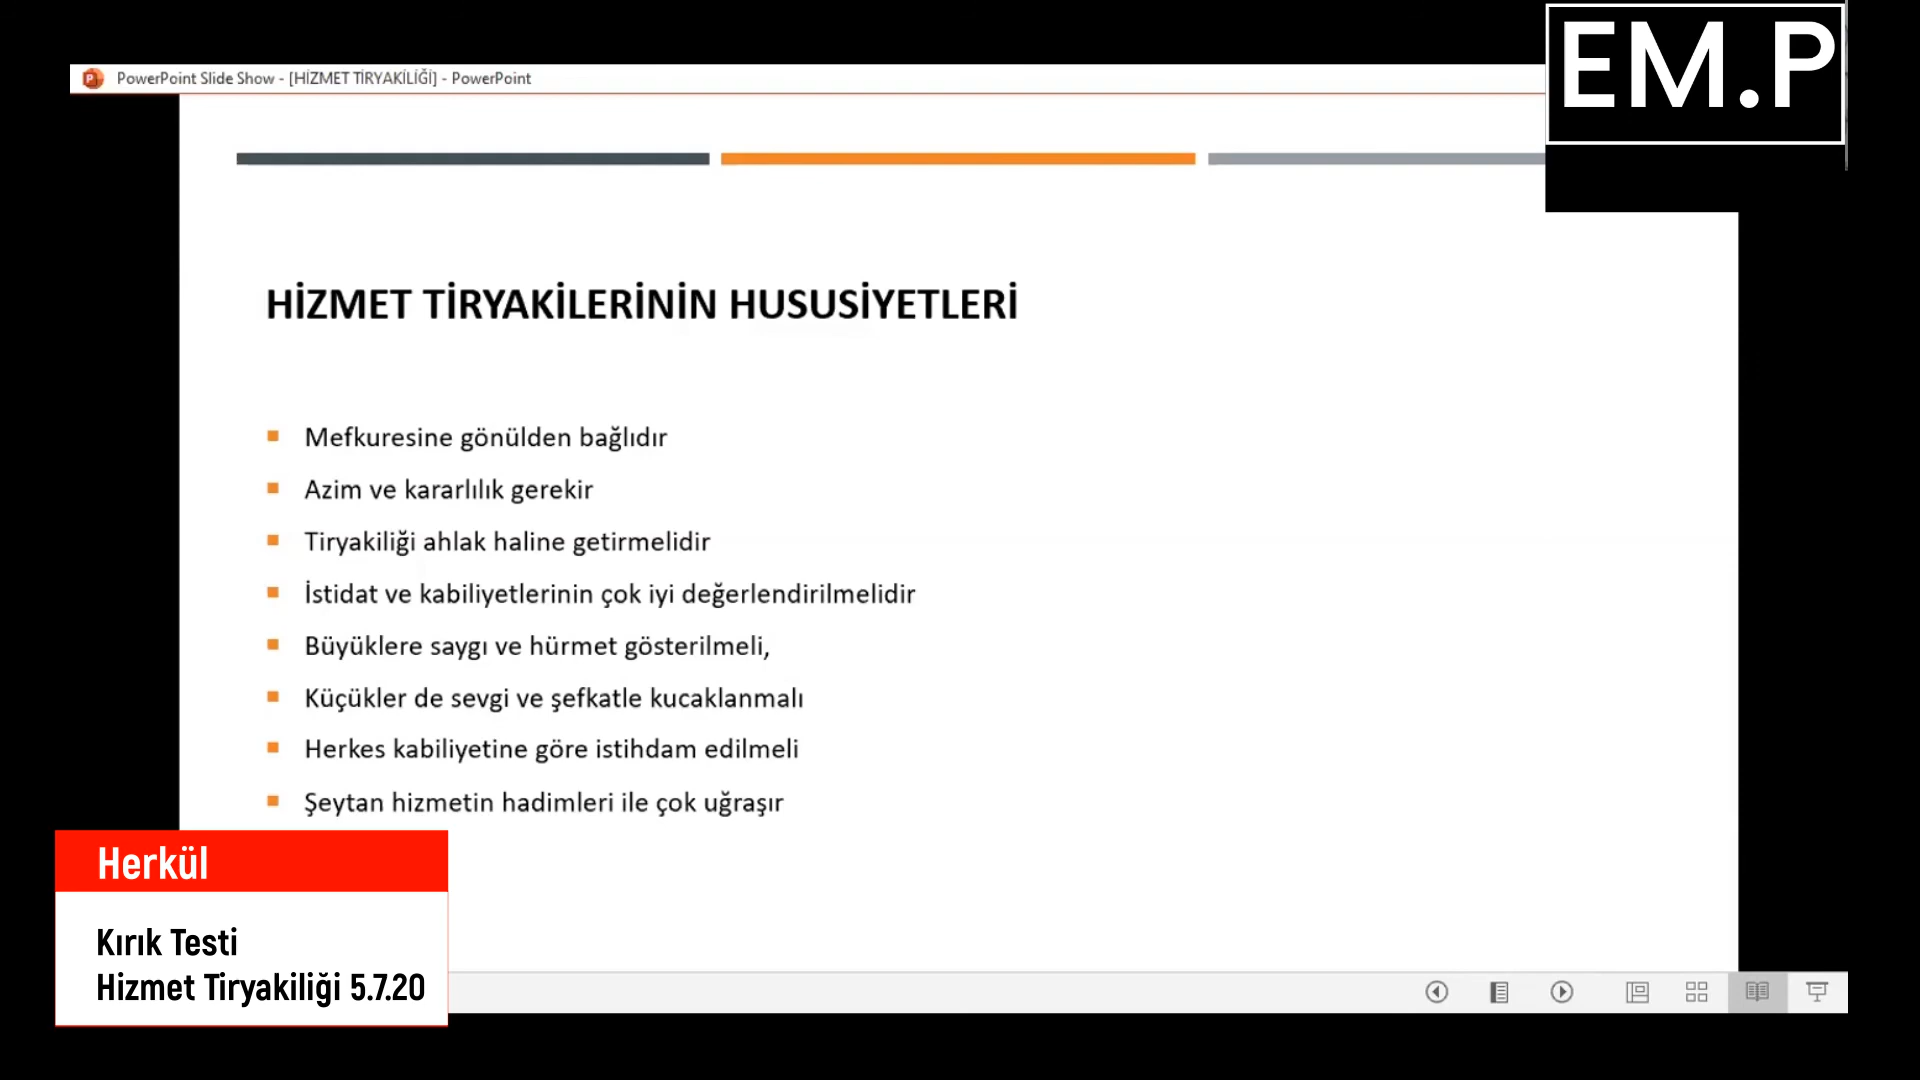 EM.P
PowerPoint Slide Show - [HİZMET TİRYAKİLİĞİ] - PowerPoint
HİZMET TİRYAKİLERİNİN HUSUSİYETLERİ
Mefkuresine gönülden bağlıdır
Azim ve kararlılık gerekir
Tiryakiliği ahlak haline getirmelidir
İstidat ve kabiliyetlerinin çok iyi değerlendirilmelidir
Büyüklere saygı ve hürmet gösterilmeli,
Küçükler de sevgi ve şefkatle kucaklanmalı
Herkes kabiliyetine göre istihdam edilmeli
Şeytan hizmetin hadimleri ile çok uğraşır
Herkül
Kırık Testi
Hizmet Tiryakiliği 5.7.20